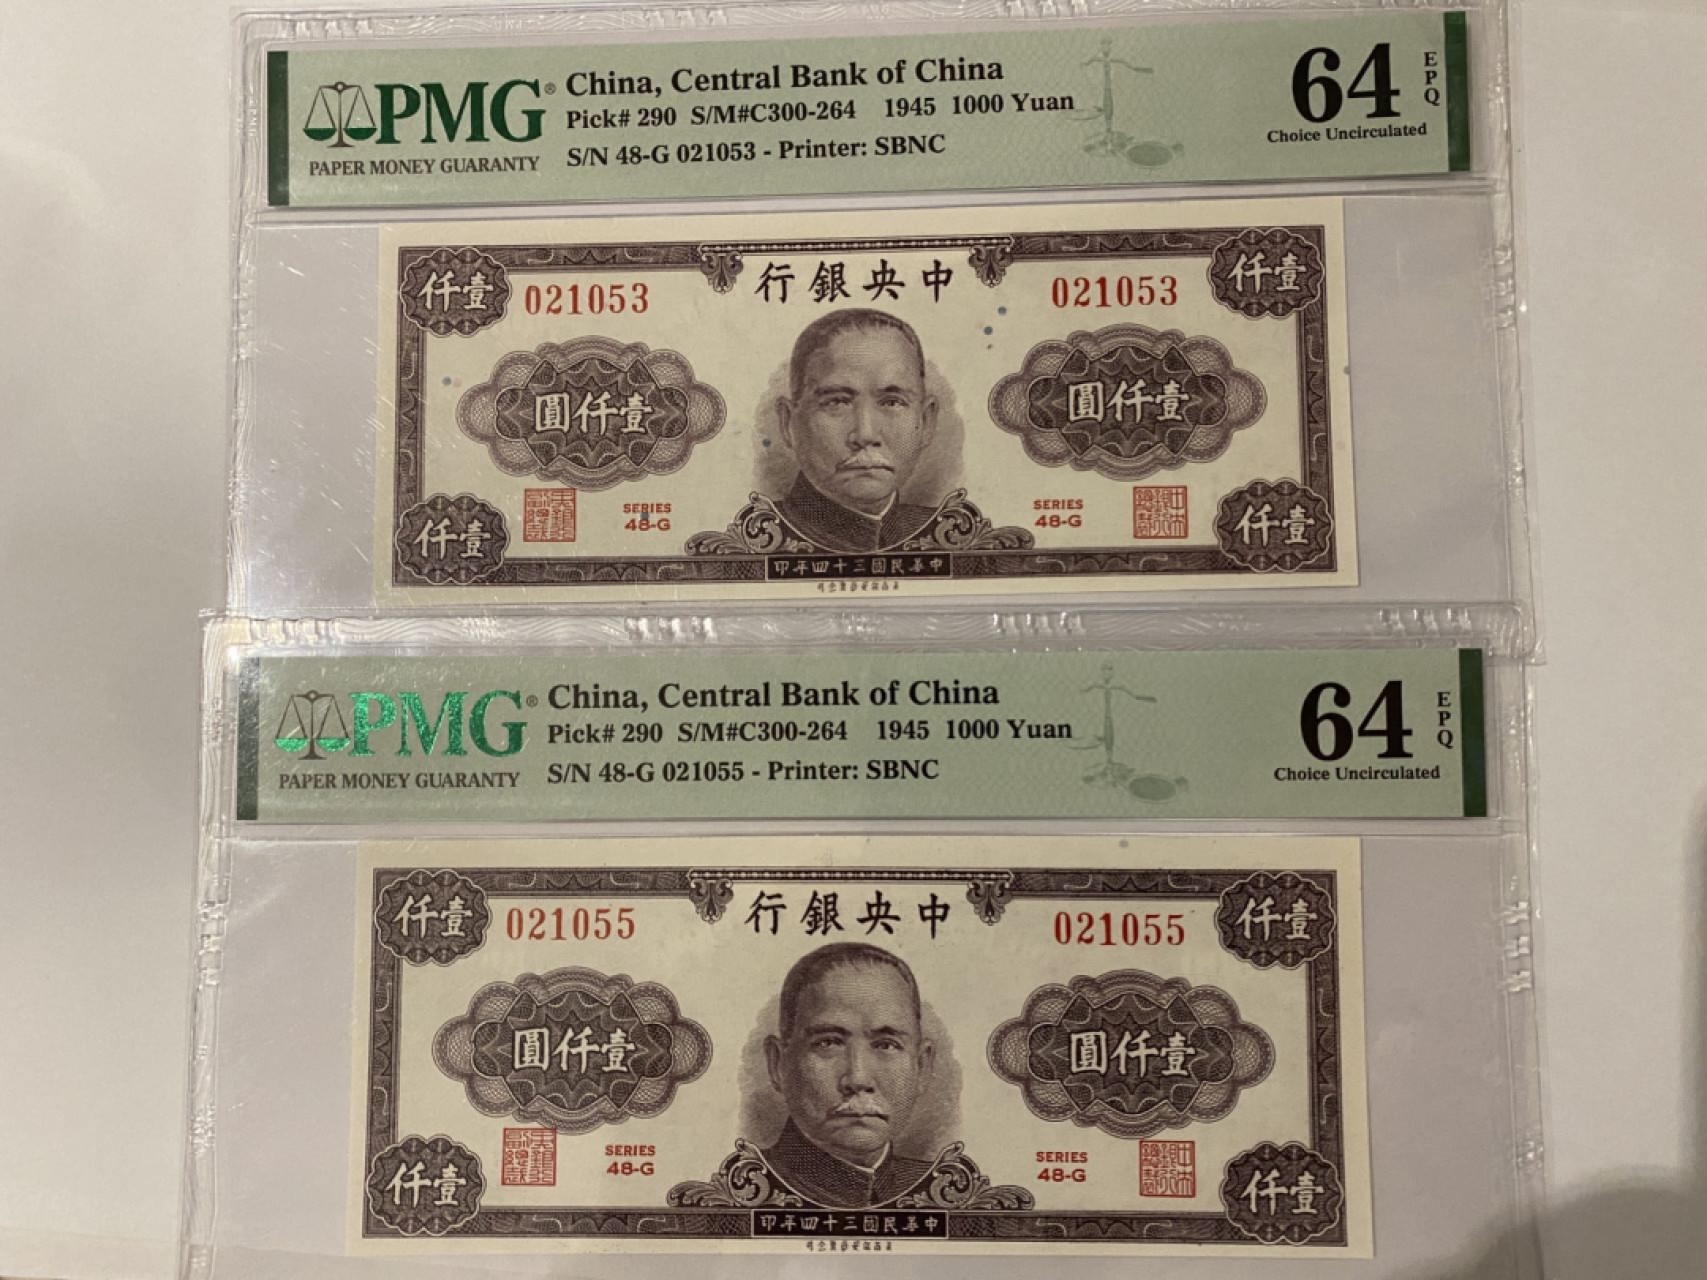 PMG®
PAPER MONEY GUARANTY
China, Central Bank of China
Pick# 290 S/M#C300-264 1945 1000 Yuan
S/N 48-G 021053 - Printer: SBNC
64 EPQ
Choice Uncirculated
仟壹
行銀央中
仟壹
021053
021053
圓仟壹
圓仟壹
SERIES
48-G
SERIES
48-G
仟壹
仟壹
印年四十三國民華中
PMG®
PAPER MONEY GUARANTY
China, Central Bank of China
Pick# 290 S/M#C300-264 1945 1000 Yuan
S/N 48-G 021055 - Printer: SBNC
64 EPQ
Choice Uncirculated
仟壹
行銀央中
仟壹
021055
021055
圓仟壹
圓仟壹
SERIES
48-G
SERIES
48-G
仟壹
仟壹
印年四十三國民華中